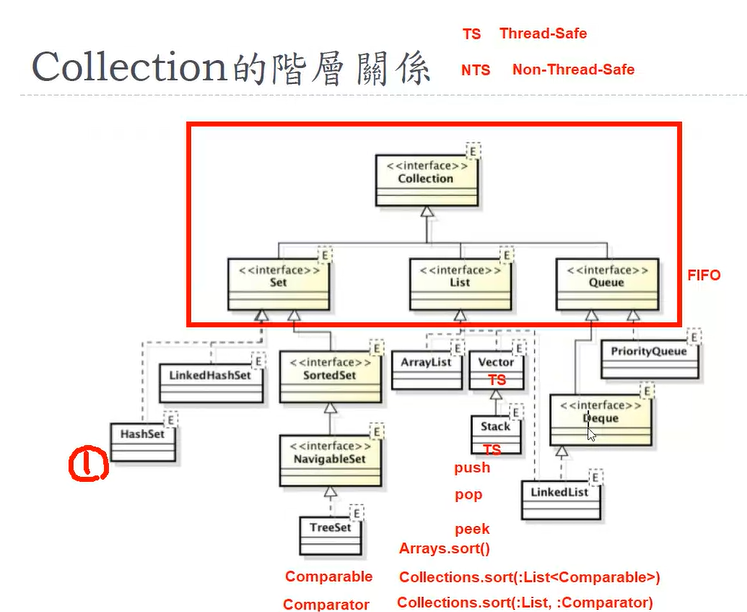 TS Thread-Safe
Collection的階層關係
NTS Non-Thread-Safe
E
<<interface>>
Collection
E
<<interface>>
Set
E
<<interface>>
List
E
<<interface>>
Queue
FIFO
E
LinkedHashSet
E
<<interface>>
SortedSet
E
ArrayList
E
Vector
TS
E
PriorityQueue
E
HashSet
①
E
<<interface>>
NavigableSet
E
Stack
TS
E
<<interface>>
Deque
push
pop
peek
E
LinkedList
E
TreeSet
Arrays.sort()
Comparable Collections.sort(:List<Comparable>)
Comparator Collections.sort(:List, :Comparator)